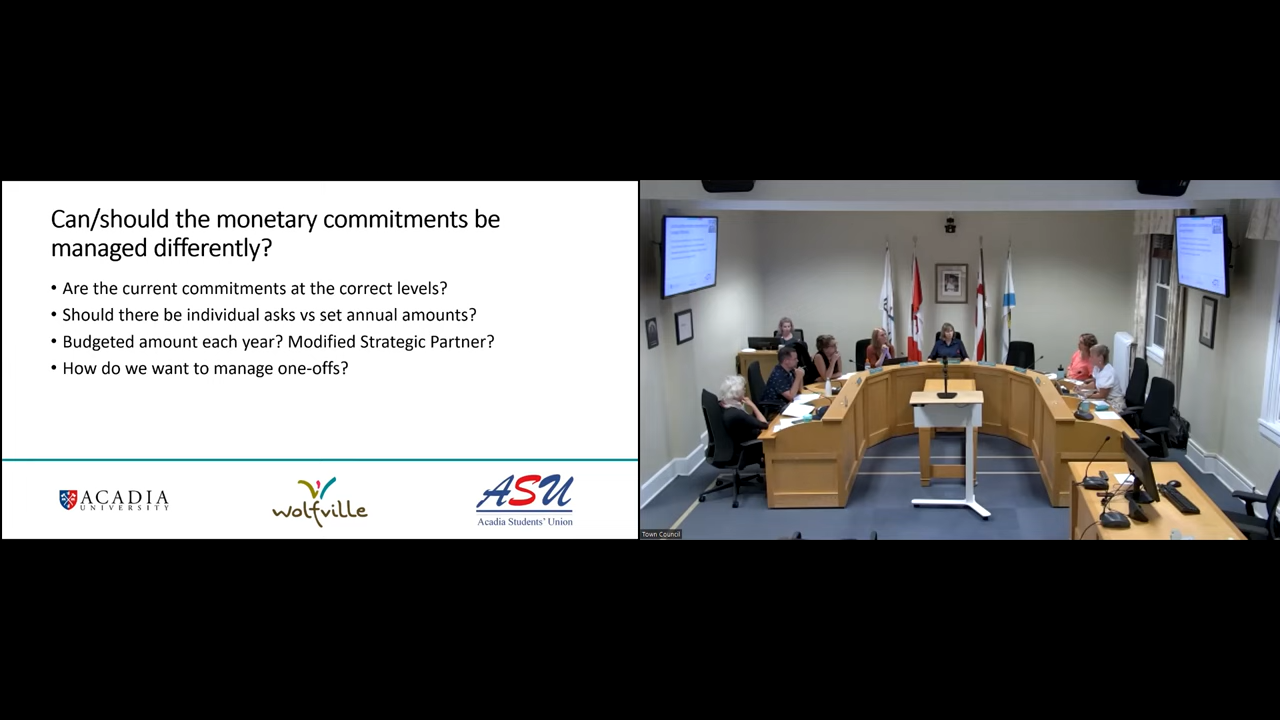 Can/should the monetary commitments be
managed differently?
• Are the current commitments at the correct levels?
• Should there be individual asks vs set annual amounts?
• Budgeted amount each year? Modified Strategic Partner?
• How do we want to manage one-offs?
ACADIA
UNIVERSITY
wolfville
ASU
Acadia Students' Union
Town Council